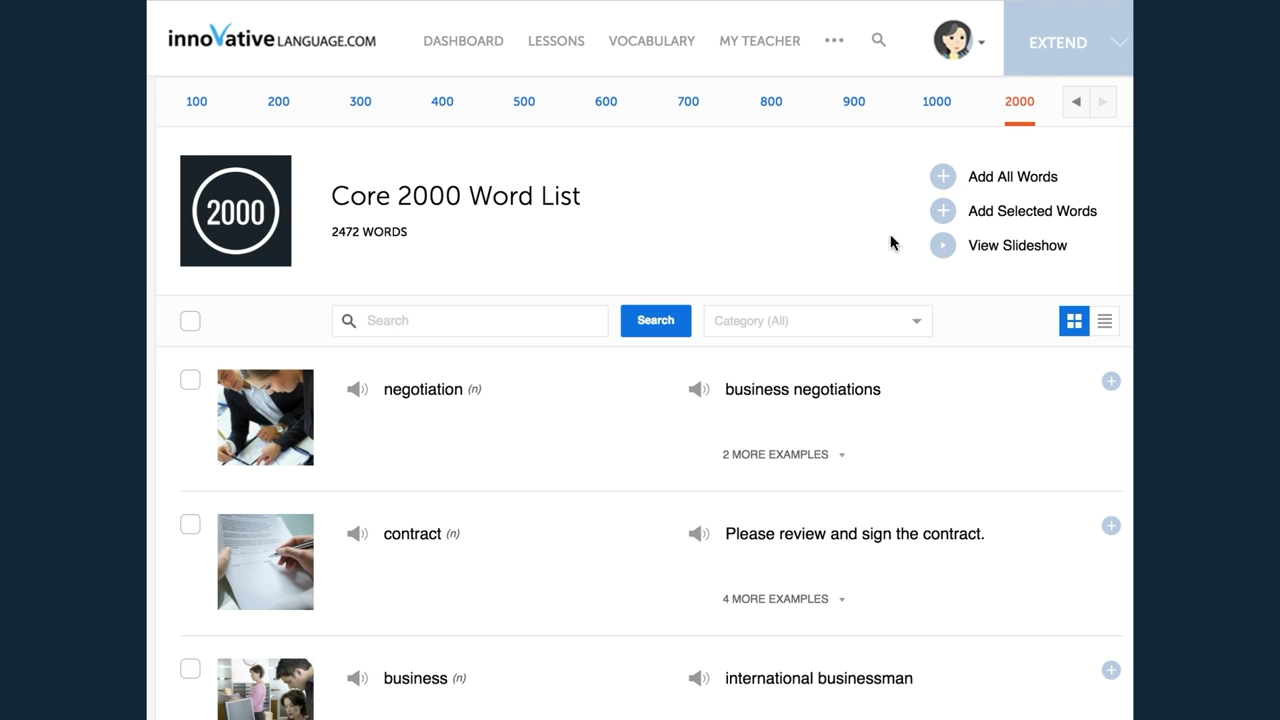 innoVative LANGUAGE.COM
DASHBOARD LESSONS VOCABULARY MY TEACHER EXTEND
100 200 300 400 500 600 700 800 900 1000 2000
2000
Core 2000 Word List
2472 WORDS
Add All Words
Add Selected Words
View Slideshow
Search Search Category (All)
negotiation (n) business negotiations
2 MORE EXAMPLES
contract (n) Please review and sign the contract.
4 MORE EXAMPLES
business (n) international businessman